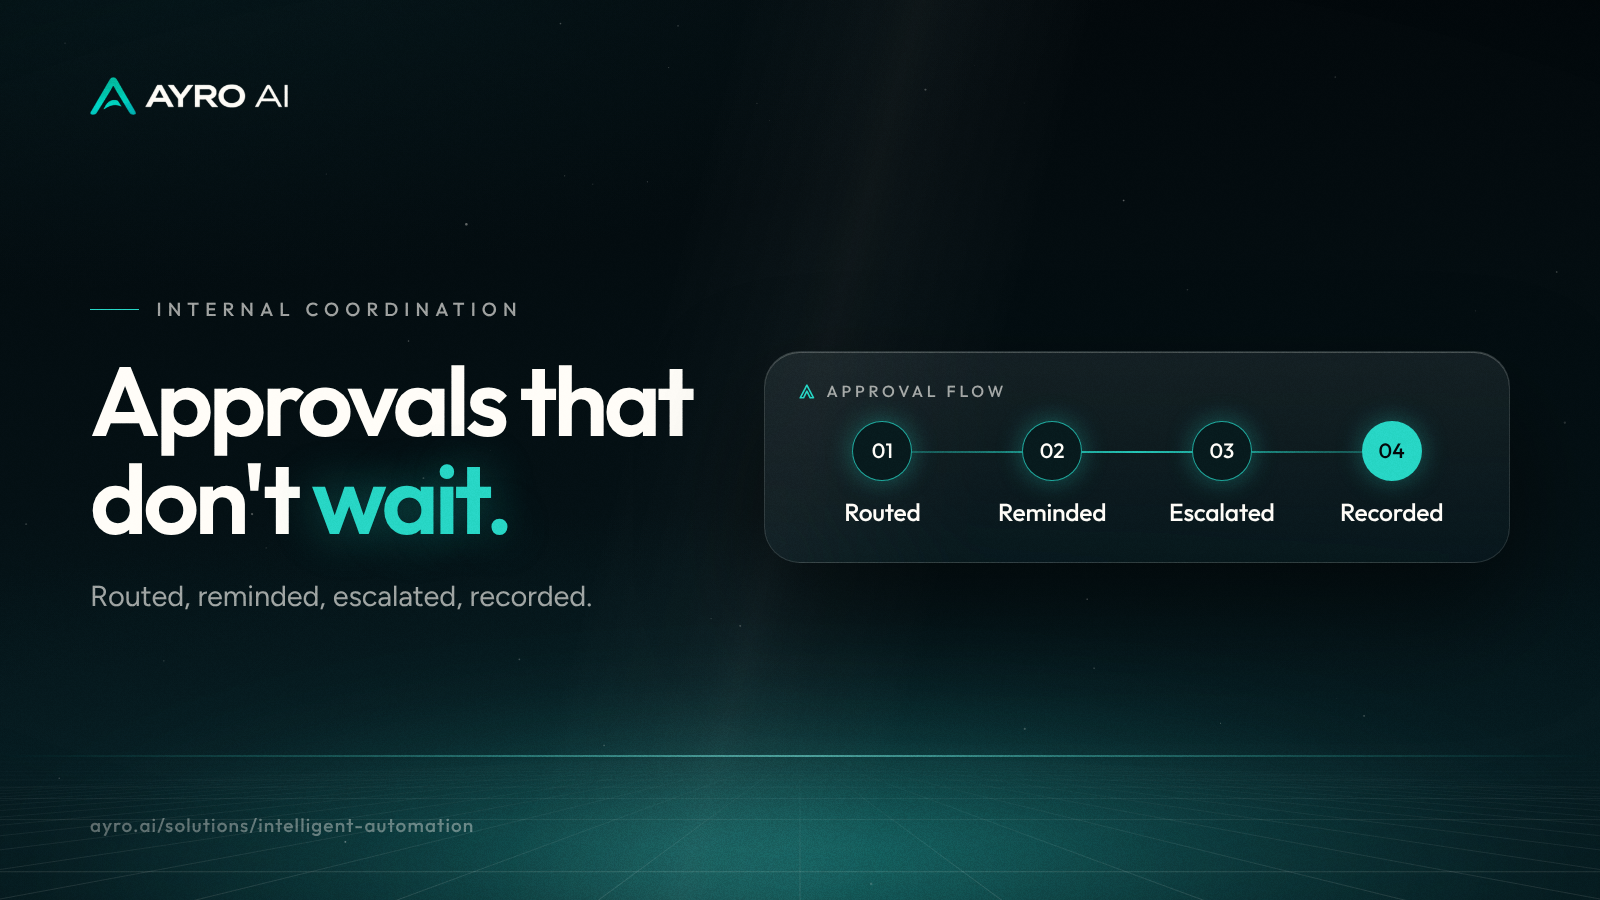 AYRO AI
INTERNAL COORDINATION
Approvals that
don't wait.
Routed, reminded, escalated, recorded.
APPROVAL FLOW
01 02 03 04
Routed Reminded Escalated Recorded
ayro.ai/solutions/intelligent-automation